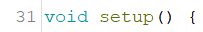 31 void setup() {